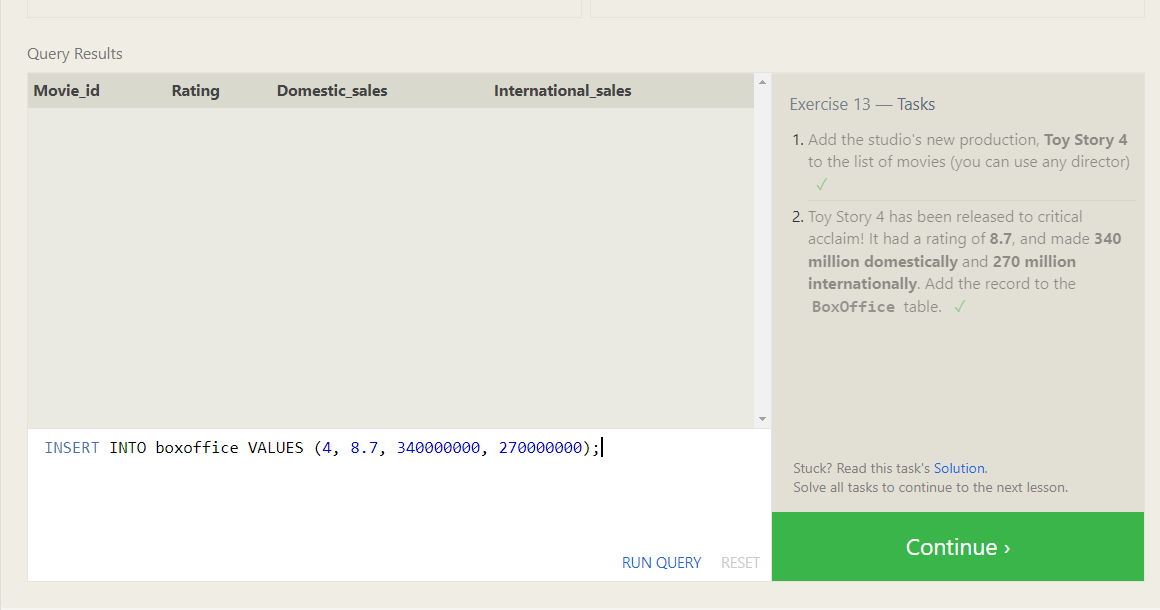 Query Results
Movie_id Rating Domestic_sales International_sales
Exercise 13 — Tasks
1. Add the studio's new production, Toy Story 4
to the list of movies (you can use any director)
✓
2. Toy Story 4 has been released to critical
acclaim! It had a rating of 8.7, and made 340
million domestically and 270 million
internationally. Add the record to the
BoxOffice table. ✓
INSERT INTO boxoffice VALUES (4, 8.7, 340000000, 270000000);
Stuck? Read this task's Solution.
Solve all tasks to continue to the next lesson.
RUN QUERY RESET
Continue ›